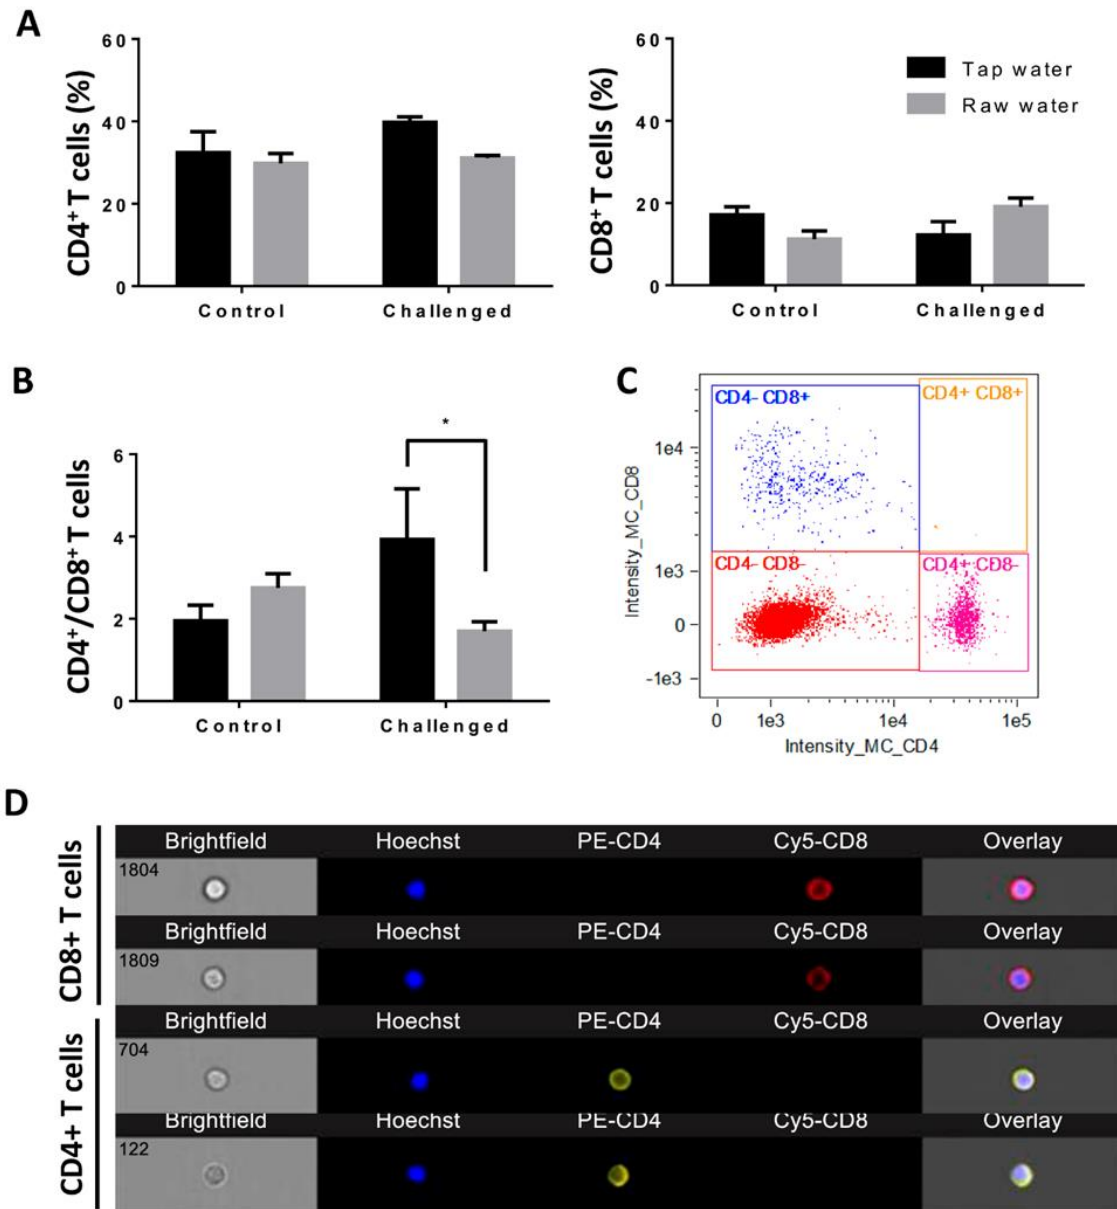 A
60
40
20
0
CD4⁺ T cells (%)
Control
Challenged
60
40
20
0
CD8⁺ T cells (%)
Control
Challenged
Tap water
Raw water
B
6
4
2
0
CD4⁺/CD8⁺ T cells
*
Control
Challenged
C
CD4- CD8+
CD4+ CD8+
CD4- CD8-
CD4+ CD8-
1e4
1e3
0
-1e3
Intensity_MC_CD8
0 1e3 1e4 1e5
Intensity_MC_CD4
D
CD8+ T cells
Brightfield Hoechst PE-CD4 Cy5-CD8 Overlay
1804
Brightfield Hoechst PE-CD4 Cy5-CD8 Overlay
1809
CD4+ T cells
Brightfield Hoechst PE-CD4 Cy5-CD8 Overlay
704
Brightfield Hoechst PE-CD4 Cy5-CD8 Overlay
122